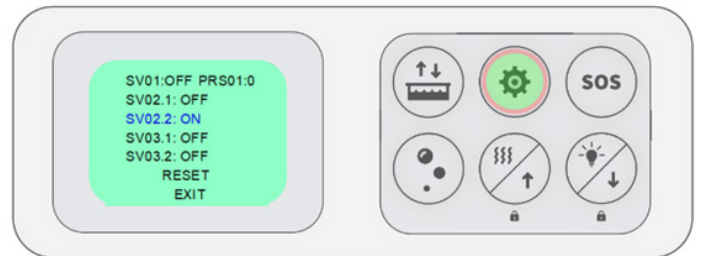 SV01:OFF PRS01:0
SV02.1: OFF
SV02.2: ON
SV03.1: OFF
SV03.2: OFF
RESET
EXIT
SOS